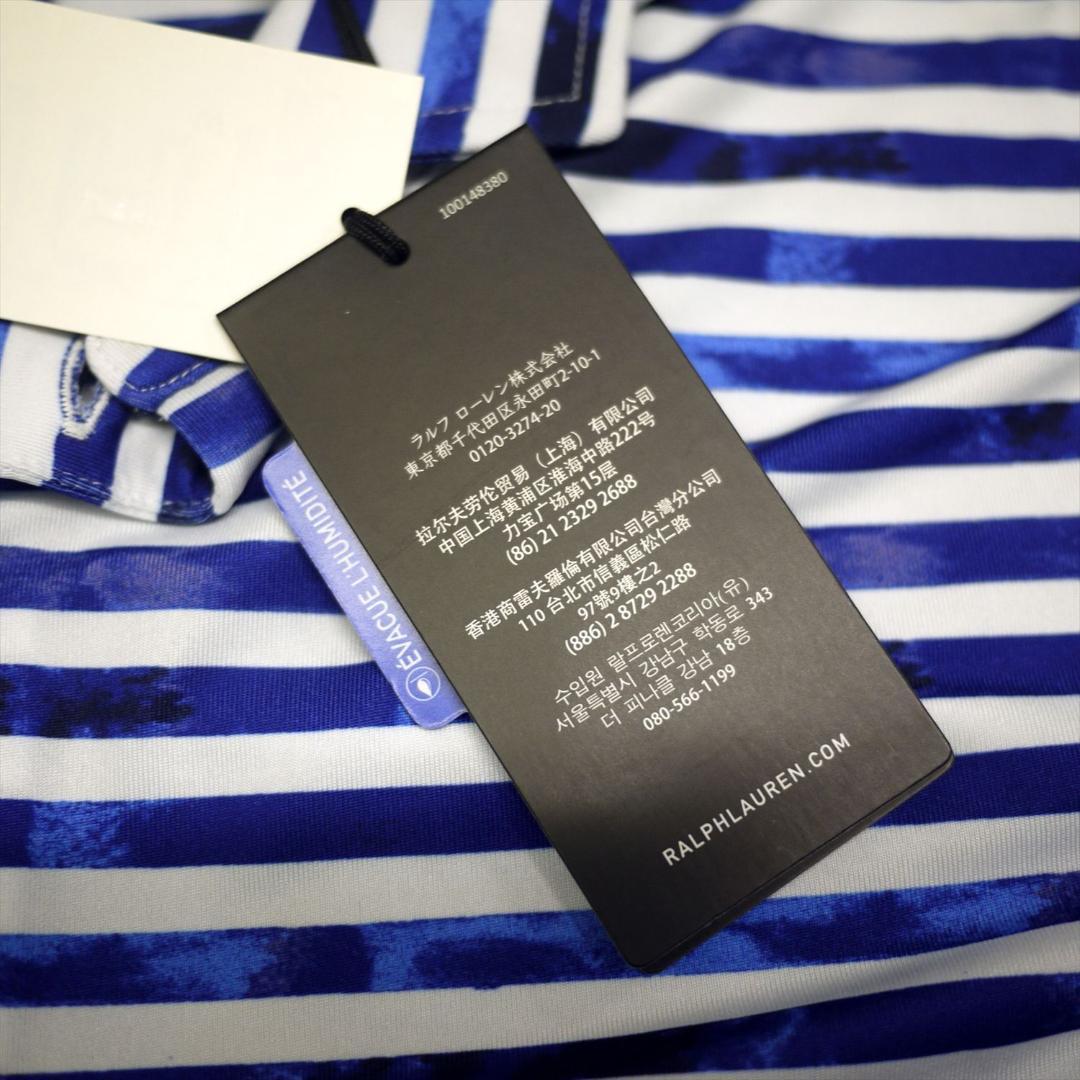 100148380
ラルフ ローレン株式会社
東京都千代田区永田町2-10-1
0120-3274-20
拉尔夫劳伦贸易（上海）有限公司
中国上海黄浦区淮海中路222号
力宝广场第15层
(86) 21 2329 2688
香港商雷夫羅倫有限公司台灣分公司
110 台北市信義區松仁路
97號9樓之2
(886) 2 8729 2288
수입원 랄프로렌코리아(유)
서울특별시 강남구 학동로 343
더 피나클 강남 18층
080-566-1199
RALPHLAUREN.COM
ÉVACUE L'HUMIDITÉ